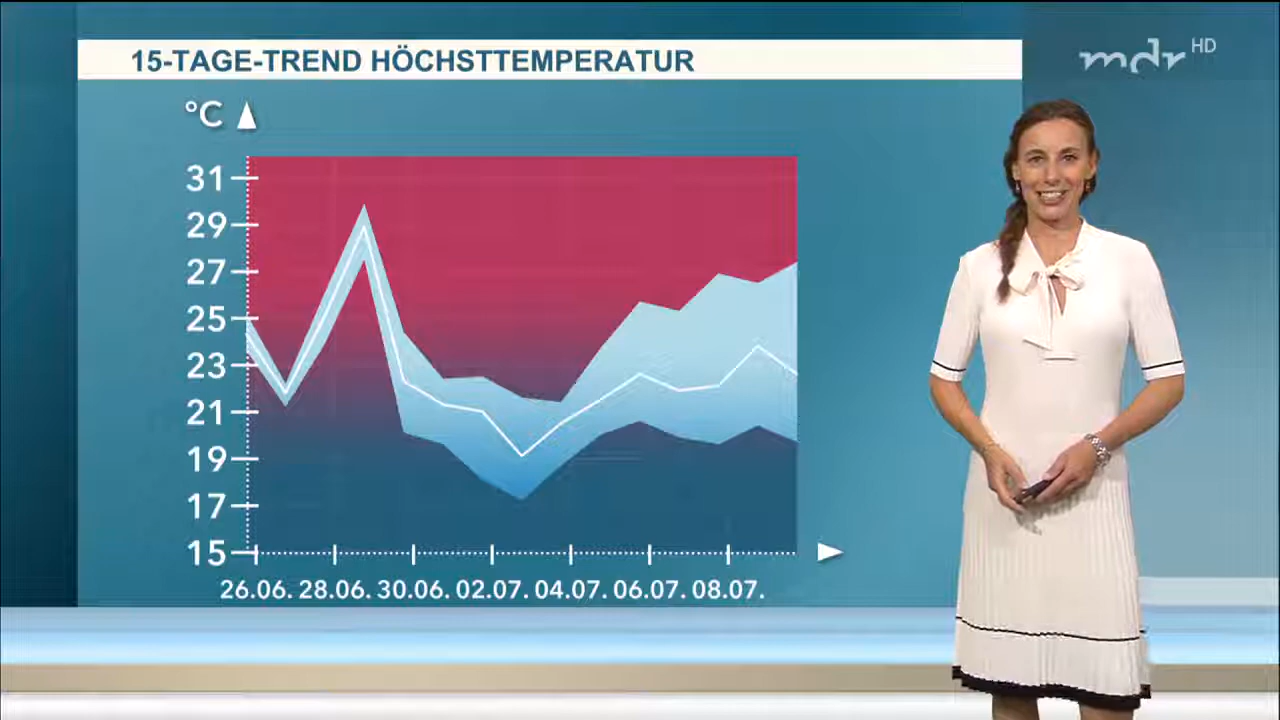 15-TAGE-TREND HÖCHSTTEMPERATUR
mdr HD
°C
31
29
27
25
23
21
19
17
15
26.06. 28.06. 30.06. 02.07. 04.07. 06.07. 08.07.